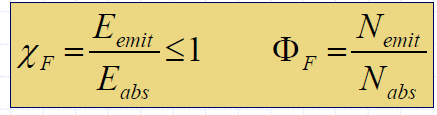 χ_F = E_emit / E_abs ≤ 1    Φ_F = N_emit / N_abs